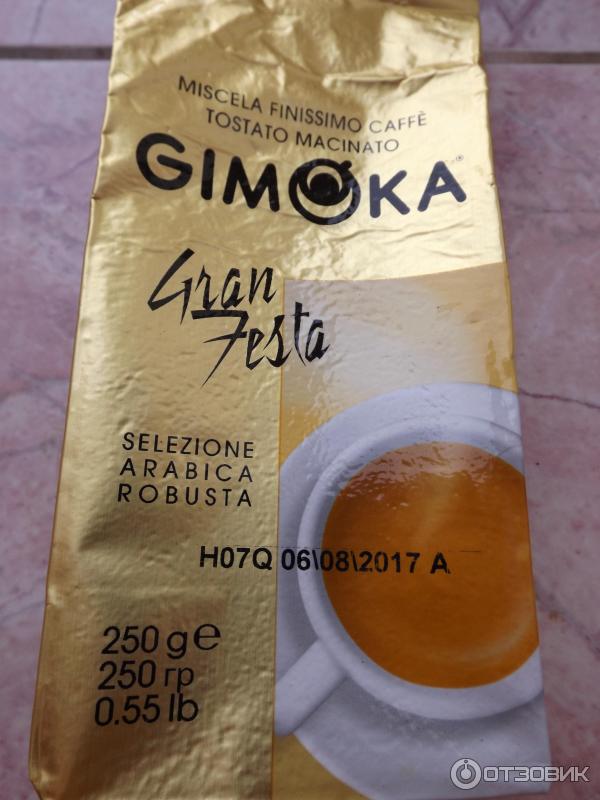 MISCELA FINISSIMO CAFFÈ
TOSTATO MACINATO
GIMOKA®
Gran
Festa
SELEZIONE
ARABICA
ROBUSTA
H07Q 06\08\2017 A
250 g e
250 гр
0.55 lb
ОТЗОВИК